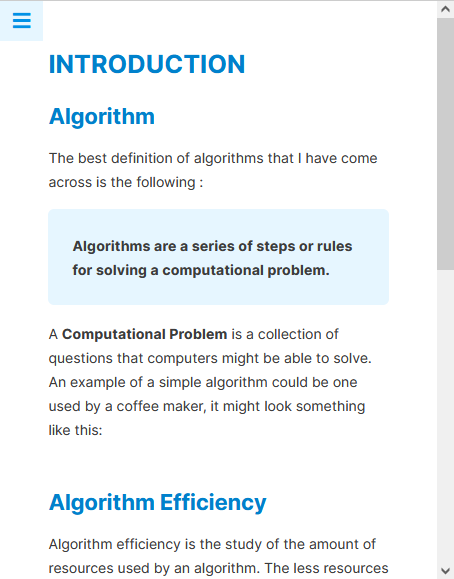 INTRODUCTION
Algorithm
The best definition of algorithms that I have come
across is the following :
Algorithms are a series of steps or rules
for solving a computational problem.
A Computational Problem is a collection of
questions that computers might be able to solve.
An example of a simple algorithm could be one
used by a coffee maker, it might look something
like this:
Algorithm Efficiency
Algorithm efficiency is the study of the amount of
resources used by an algorithm. The less resources